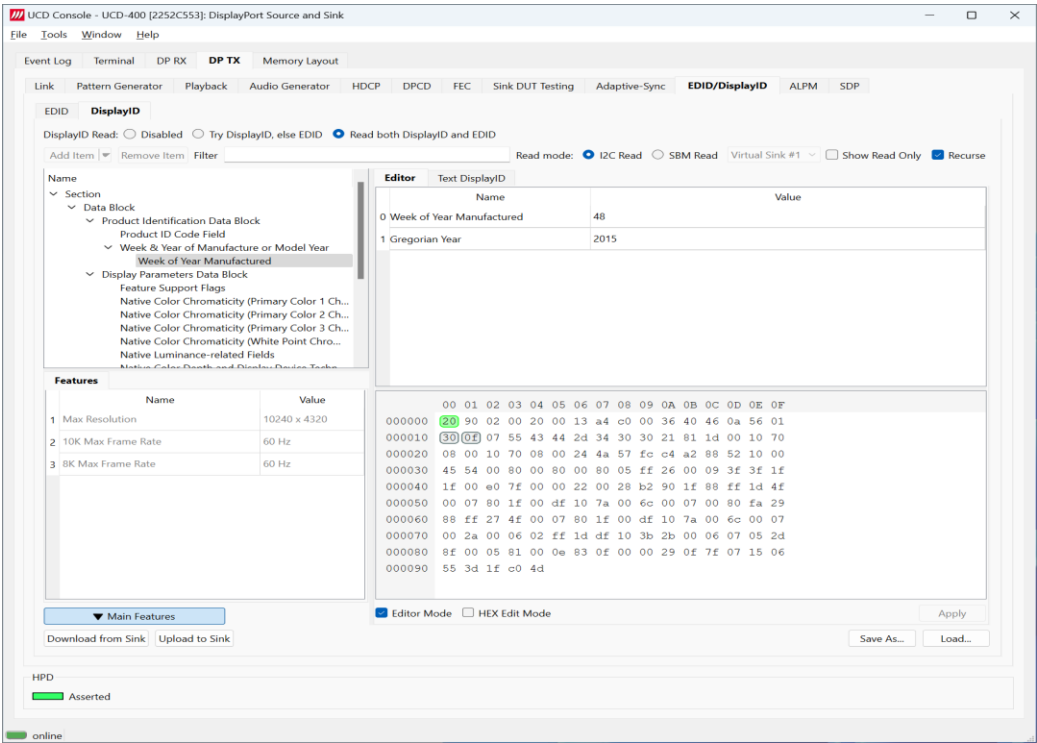 UCD Console - UCD-400 [2252C553]: DisplayPort Source and Sink
File Tools Window Help
Event Log Terminal DP RX DP TX Memory Layout
Link Pattern Generator Playback Audio Generator HDCP DPCD FEC Sink DUT Testing Adaptive-Sync EDID/DisplayID ALPM SDP
EDID DisplayID
DisplayID Read: Disabled Try DisplayID, else EDID Read both DisplayID and EDID
Add Item Remove Item Filter Read mode: I2C Read SBM Read Virtual Sink #1 Show Read Only Recurse
Name
Section
Data Block
Product Identification Data Block
Product ID Code Field
Week & Year of Manufacture or Model Year
Week of Year Manufactured
Display Parameters Data Block
Feature Support Flags
Native Color Chromaticity (Primary Color 1 Ch...
Native Color Chromaticity (Primary Color 2 Ch...
Native Color Chromaticity (Primary Color 3 Ch...
Native Color Chromaticity (White Point Chro...
Native Luminance-related Fields
Native Color Depth and Display Device Techn...
Editor Text DisplayID
Name Value
0 Week of Year Manufactured 48
1 Gregorian Year 2015
Features
Name Value
1 Max Resolution 10240 x 4320
2 10K Max Frame Rate 60 Hz
3 8K Max Frame Rate 60 Hz
00 01 02 03 04 05 06 07 08 09 0A 0B 0C 0D 0E 0F
000000 20 90 02 00 20 00 13 a4 c0 00 36 40 46 0a 56 01
000010 30 0f 07 55 43 44 2d 34 30 30 21 81 1d 00 10 70
000020 08 00 10 70 08 00 24 4a 57 fc c4 a2 88 52 10 00
000030 45 54 00 80 00 80 00 80 05 ff 26 00 09 3f 3f 1f
000040 1f 00 e0 7f 00 00 22 00 28 b2 90 1f 88 ff 1d 4f
000050 00 07 80 1f 00 df 10 7a 00 6c 00 07 00 80 fa 29
000060 88 ff 27 4f 00 07 80 1f 00 df 10 7a 00 6c 00 07
000070 00 2a 00 06 02 ff 1d df 10 3b 2b 00 06 07 05 2d
000080 8f 00 05 81 00 0e 83 0f 00 00 29 0f 7f 07 15 06
000090 55 3d 1f c0 4d
Main Features
Editor Mode HEX Edit Mode Apply
Download from Sink Upload to Sink Save As... Load...
HPD
Asserted
online